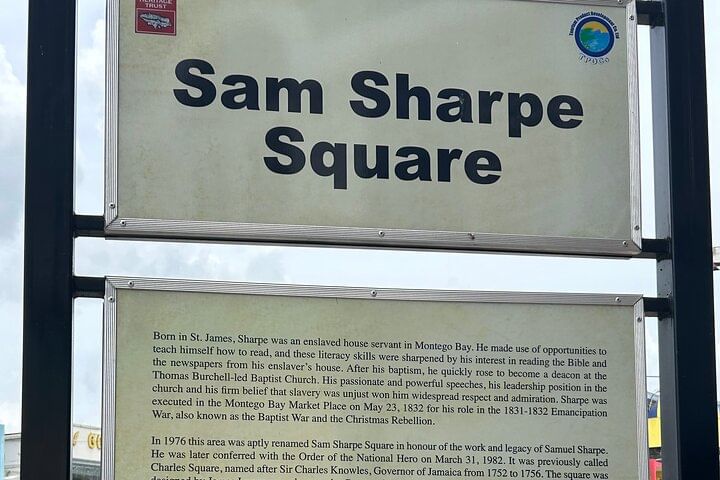 HERITAGE
TRUST
Tourism Product Development Co Ltd
TPDCo
Sam Sharpe
Square
Born in St. James, Sharpe was an enslaved house servant in Montego Bay. He made use of opportunities to
teach himself how to read, and these literacy skills were sharpened by his interest in reading the Bible and
the newspapers from his enslaver's house. After his baptism, he quickly rose to become a deacon at the
Thomas Burchell-led Baptist Church. His passionate and powerful speeches, his leadership position in the
church and his firm belief that slavery was unjust won him widespread respect and admiration. Sharpe was
executed in the Montego Bay Market Place on May 23, 1832 for his role in the 1831-1832 Emancipation
War, also known as the Baptist War and the Christmas Rebellion.
In 1976 this area was aptly renamed Sam Sharpe Square in honour of the work and legacy of Samuel Sharpe.
He was later conferred with the Order of the National Hero on March 31, 1982. It was previously called
Charles Square, named after Sir Charles Knowles, Governor of Jamaica from 1752 to 1756. The square was